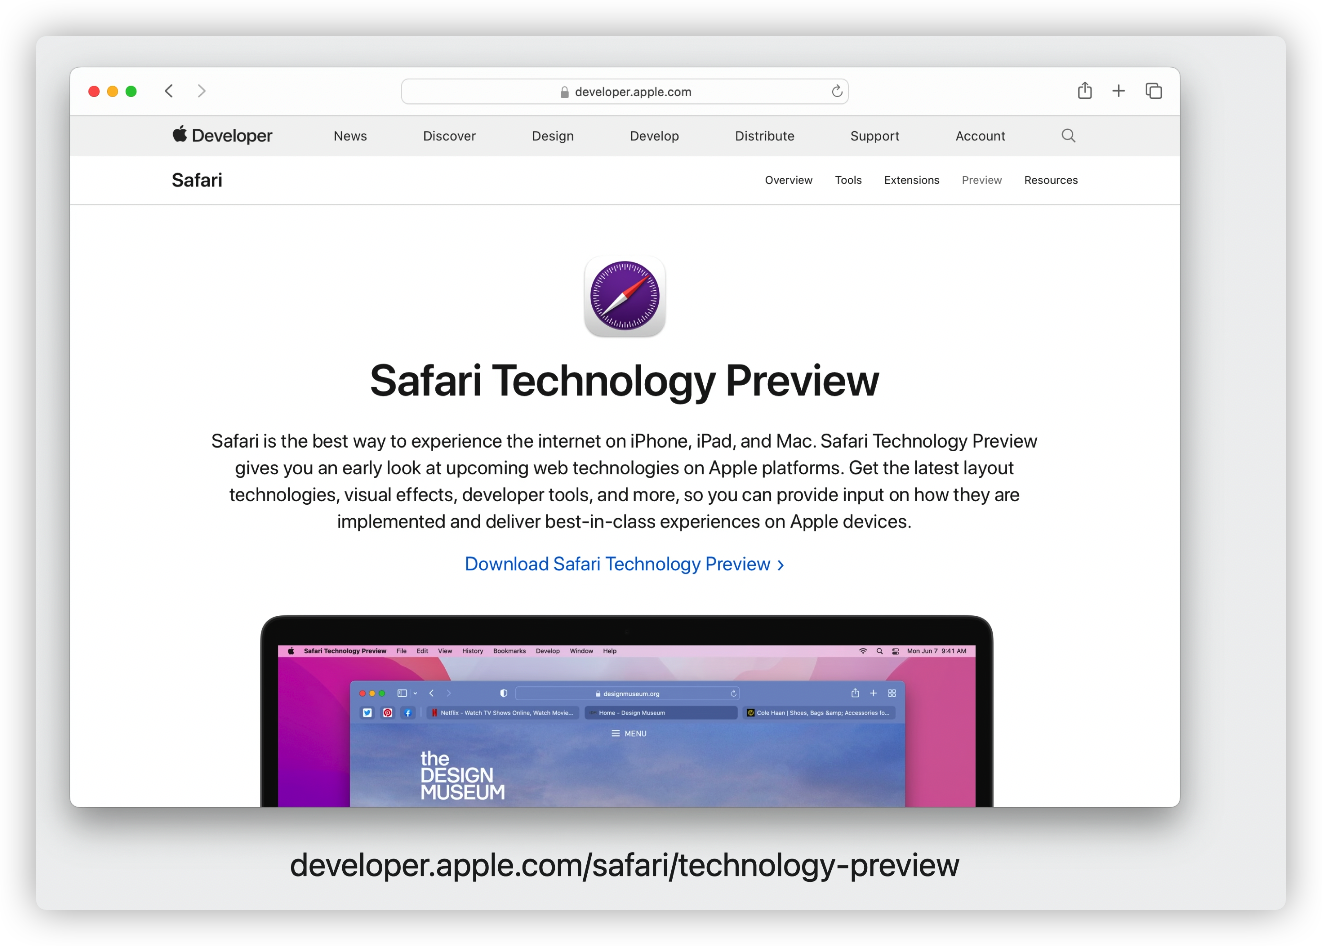 developer.apple.com
Developer
News
Discover
Design
Develop
Distribute
Support
Account
Safari
Overview
Tools
Extensions
Preview
Resources
Safari Technology Preview
Safari is the best way to experience the internet on iPhone, iPad, and Mac. Safari Technology Preview
gives you an early look at upcoming web technologies on Apple platforms. Get the latest layout
technologies, visual effects, developer tools, and more, so you can provide input on how they are
implemented and deliver best-in-class experiences on Apple devices.
Download Safari Technology Preview ›
Safari Technology Preview File Edit View History Bookmarks Develop Window Help Mon Jun 7 9:41 AM
designmuseum.org
Netflix – Watch TV Shows Online, Watch Movie...
Home – Design Museum
Cole Haan | Shoes, Bags &amp; Accessories fo...
MENU
the
DESIGN
MUSEUM
developer.apple.com/safari/technology-preview